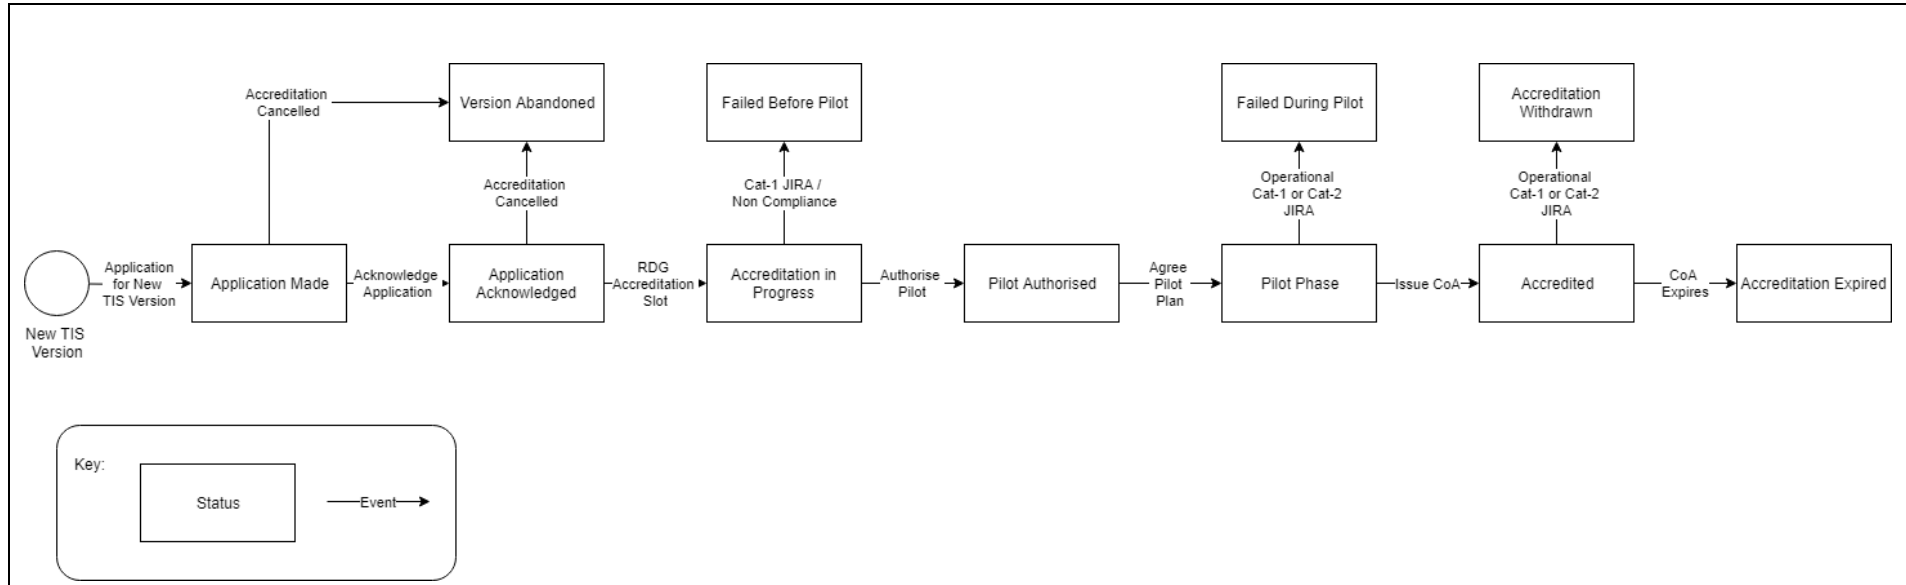 Accreditation
Cancelled
Version Abandoned
Failed Before Pilot
Failed During Pilot
Accreditation
Withdrawn
Accreditation
Cancelled
Cat-1 JIRA /
Non Compliance
Operational
Cat-1 or Cat-2
JIRA
Operational
Cat-1 or Cat-2
JIRA
New TIS
Version
Application
for New
TIS Version
Application Made
Acknowledge
Application
Application
Acknowledged
RDG
Accreditation
Slot
Accreditation in
Progress
Authorise
Pilot
Pilot Authorised
Agree
Pilot
Plan
Pilot Phase
Issue CoA
Accredited
CoA
Expires
Accreditation Expired
Key:
Status
Event